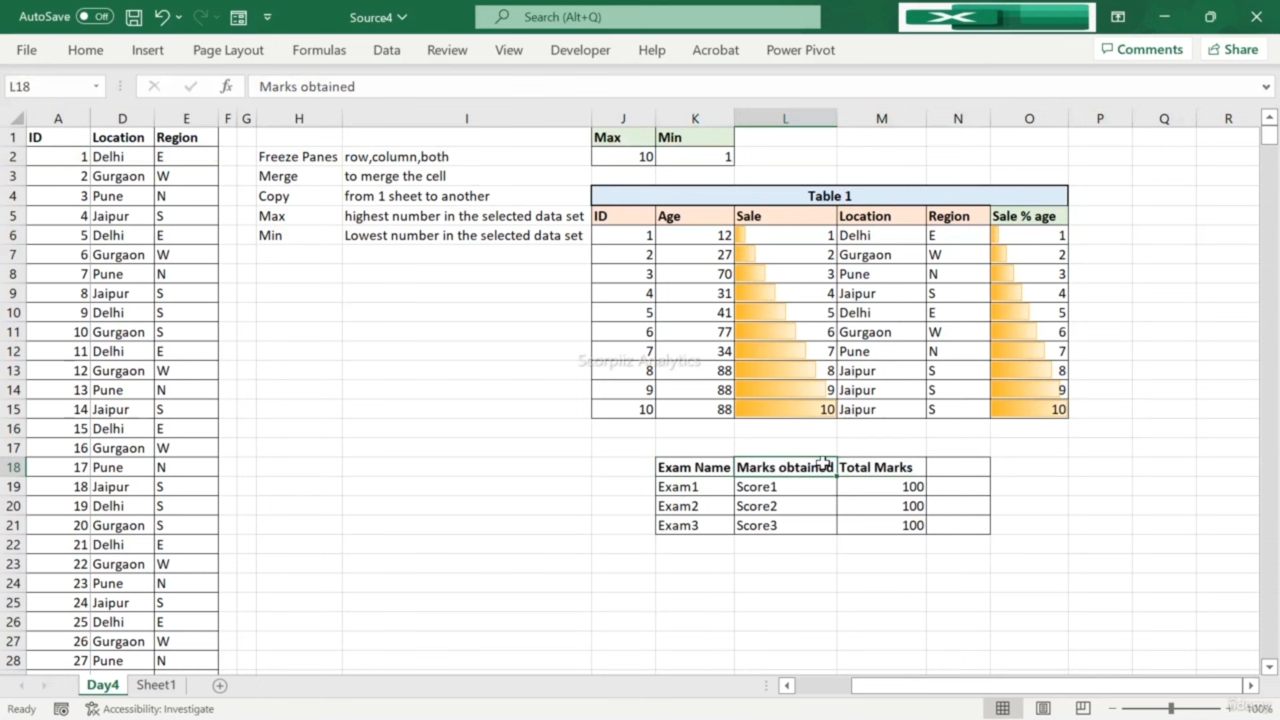 AutoSave Off Source4 Search (Alt+Q)
File Home Insert Page Layout Formulas Data Review View Developer Help Acrobat Power Pivot Comments Share
L18 fx Marks obtained
A D E F G H I J K L M N O P Q R
1 ID Location Region Max Min
2 1 Delhi E Freeze Panes row,column,both 10 1
3 2 Gurgaon W Merge to merge the cell
4 3 Pune N Copy from 1 sheet to another Table 1
5 4 Jaipur S Max highest number in the selected data set ID Age Sale Location Region Sale % age
6 5 Delhi E Min Lowest number in the selected data set 1 12 1 Delhi E 1
7 6 Gurgaon W 2 27 2 Gurgaon W 2
8 7 Pune N 3 70 3 Pune N 3
9 8 Jaipur S 4 31 4 Jaipur S 4
10 9 Delhi S 5 41 5 Delhi E 5
11 10 Gurgaon S 6 77 6 Gurgaon W 6
12 11 Delhi E 7 34 7 Pune N 7
Scorpiiz Analytics
13 12 Gurgaon W 8 88 8 Jaipur S 8
14 13 Pune N 9 88 9 Jaipur S 9
15 14 Jaipur S 10 88 10 Jaipur S 10
16 15 Delhi E
17 16 Gurgaon W
18 17 Pune N Exam Name Marks obtained Total Marks
19 18 Jaipur S Exam1 Score1 100
20 19 Delhi S Exam2 Score2 100
21 20 Gurgaon S Exam3 Score3 100
22 21 Delhi E
23 22 Gurgaon W
24 23 Pune N
25 24 Jaipur S
26 25 Delhi E
27 26 Gurgaon W
28 27 Pune N
Day4 Sheet1
Ready Accessibility: Investigate 100%